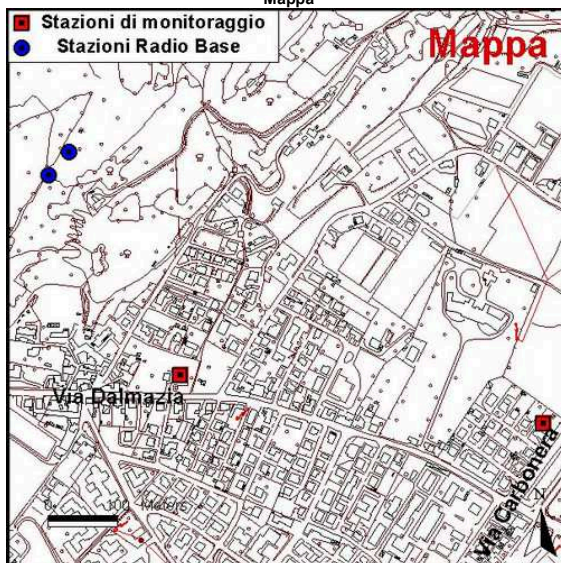 Mappa
Stazioni di monitoraggio
Stazioni Radio Base
Mappa
Via Dalmazia
Via Carbonera
0 100 Meters
N